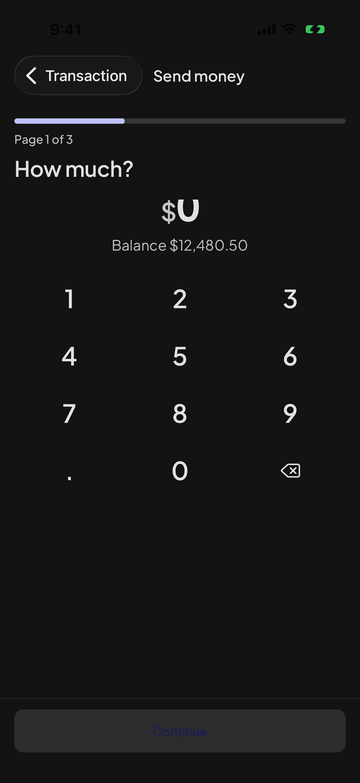 9:41
Transaction Send money
Page 1 of 3
How much?
$0
Balance $12,480.50
1 2 3
4 5 6
7 8 9
. 0
Continue